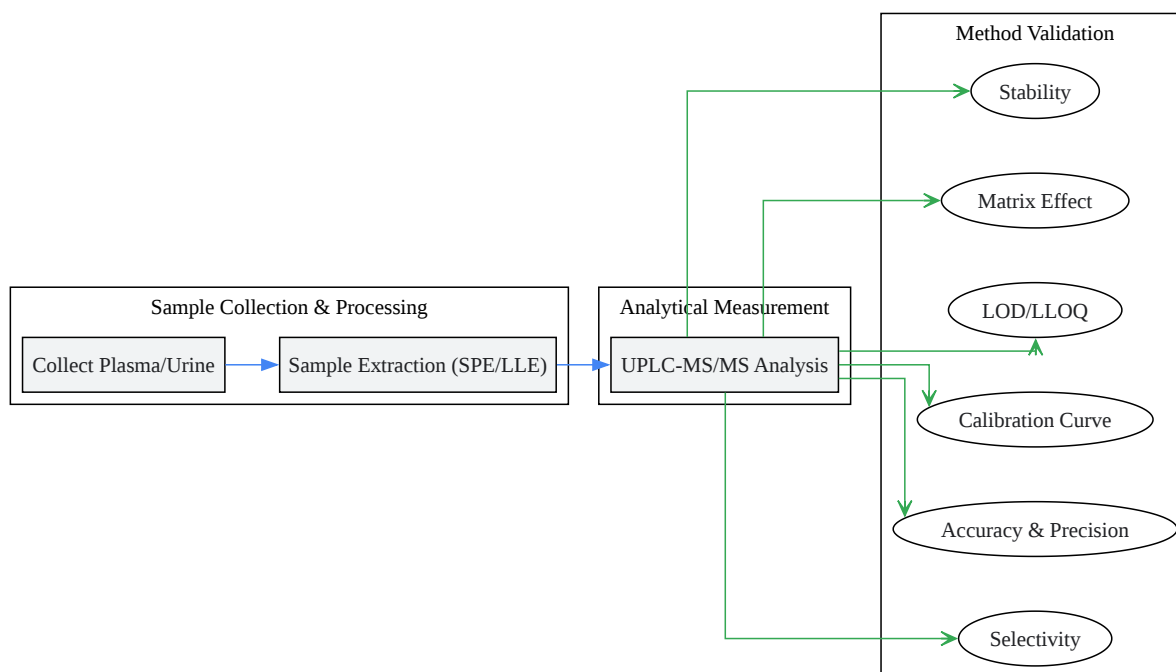 Method Validation
Stability
Matrix Effect
Sample Collection & Processing
Analytical Measurement
LOD/LLOQ
Collect Plasma/Urine
Sample Extraction (SPE/LLE)
UPLC-MS/MS Analysis
Calibration Curve
Accuracy & Precision
Selectivity